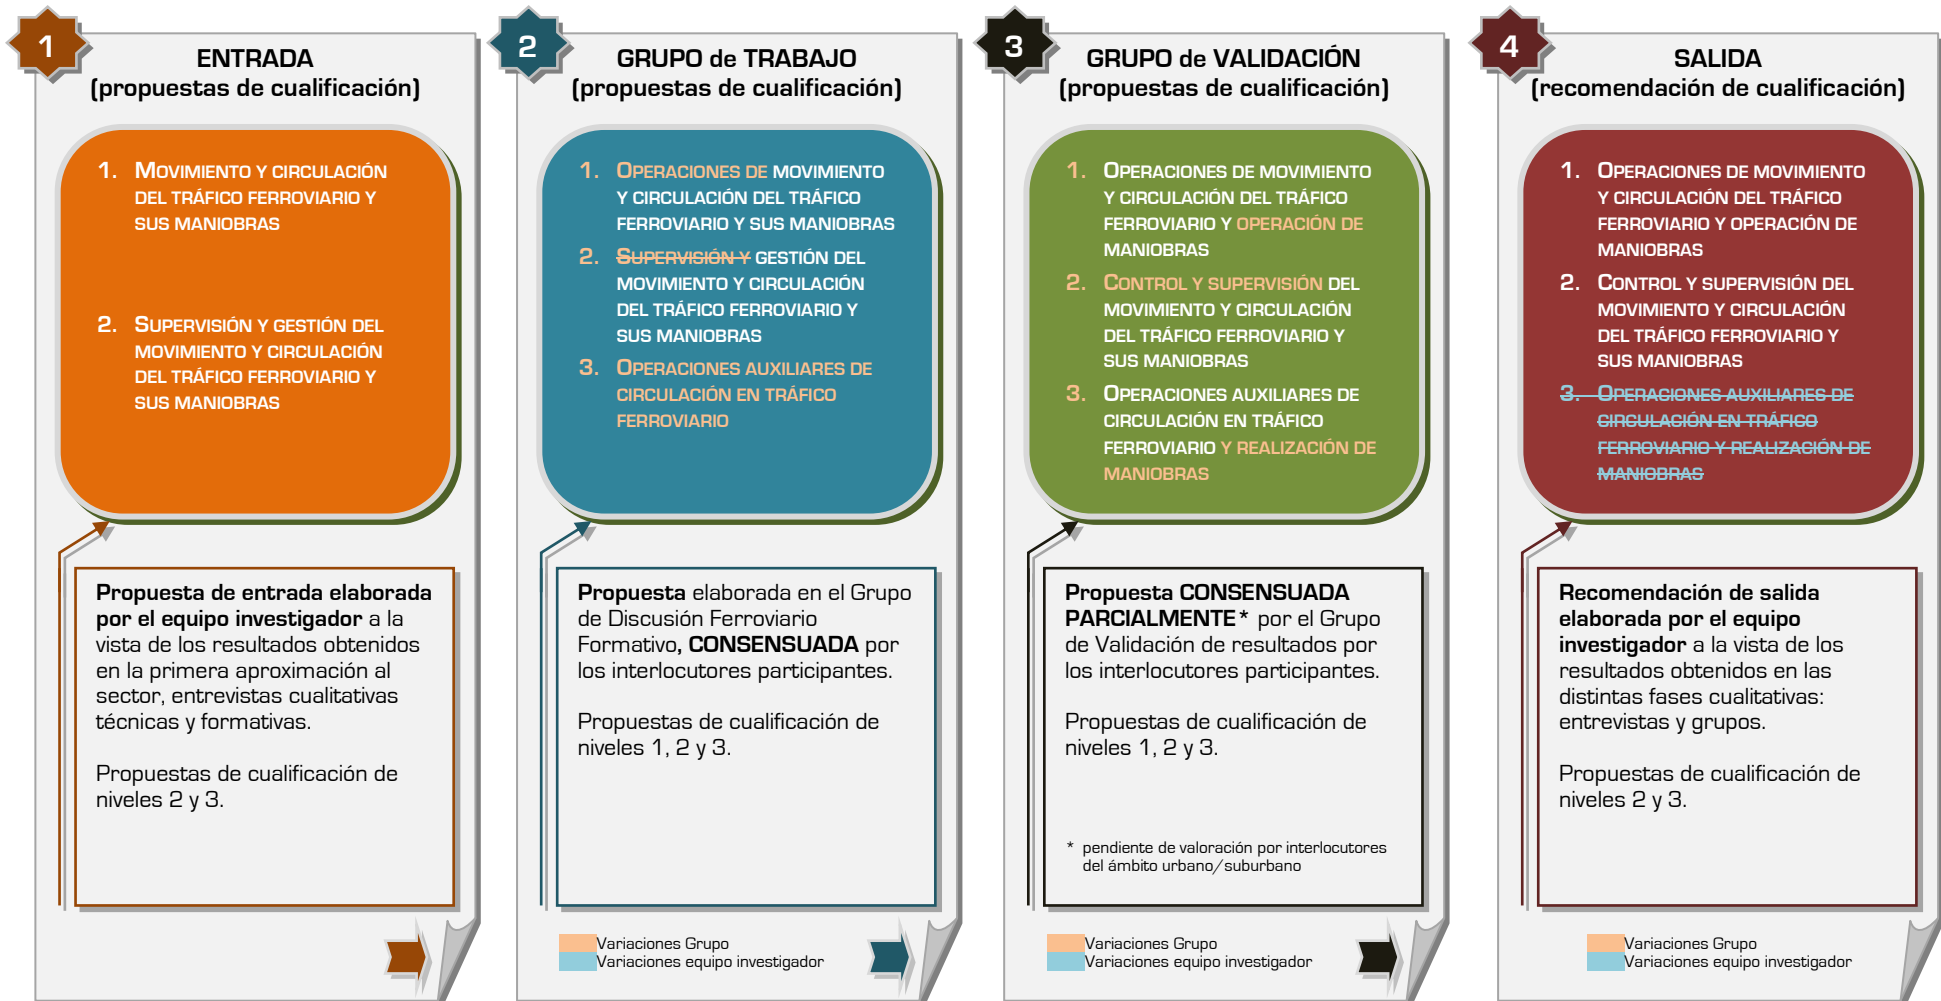 1
ENTRADA
(propuestas de cualificación)
1. MOVIMIENTO Y CIRCULACIÓN
DEL TRÁFICO FERROVIARIO Y
SUS MANIOBRAS
2. SUPERVISIÓN Y GESTIÓN DEL
MOVIMIENTO Y CIRCULACIÓN
DEL TRÁFICO FERROVIARIO Y
SUS MANIOBRAS
Propuesta de entrada elaborada
por el equipo investigador a la
vista de los resultados obtenidos
en la primera aproximación al
sector, entrevistas cualitativas
técnicas y formativas.
Propuestas de cualificación de
niveles 2 y 3.
2
GRUPO de TRABAJO
(propuestas de cualificación)
1. OPERACIONES DE MOVIMIENTO
Y CIRCULACIÓN DEL TRÁFICO
FERROVIARIO Y SUS MANIOBRAS
2. SUPERVISIÓN Y GESTIÓN DEL
MOVIMIENTO Y CIRCULACIÓN
DEL TRÁFICO FERROVIARIO Y
SUS MANIOBRAS
3. OPERACIONES AUXILIARES DE
CIRCULACIÓN EN TRÁFICO
FERROVIARIO
Propuesta elaborada en el Grupo
de Discusión Ferroviario
Formativo, CONSENSUADA por
los interlocutores participantes.
Propuestas de cualificación de
niveles 1, 2 y 3.
Variaciones Grupo
Variaciones equipo investigador
3
GRUPO de VALIDACIÓN
(propuestas de cualificación)
1. OPERACIONES DE MOVIMIENTO
Y CIRCULACIÓN DEL TRÁFICO
FERROVIARIO Y OPERACIÓN DE
MANIOBRAS
2. CONTROL Y SUPERVISIÓN DEL
MOVIMIENTO Y CIRCULACIÓN
DEL TRÁFICO FERROVIARIO Y
SUS MANIOBRAS
3. OPERACIONES AUXILIARES DE
CIRCULACIÓN EN TRÁFICO
FERROVIARIO Y REALIZACIÓN DE
MANIOBRAS
Propuesta CONSENSUADA
PARCIALMENTE* por el Grupo
de Validación de resultados por
los interlocutores participantes.
Propuestas de cualificación de
niveles 1, 2 y 3.
* pendiente de valoración por interlocutores
del ámbito urbano/suburbano
Variaciones Grupo
Variaciones equipo investigador
4
SALIDA
(recomendación de cualificación)
1. OPERACIONES DE MOVIMIENTO
Y CIRCULACIÓN DEL TRÁFICO
FERROVIARIO Y OPERACIÓN DE
MANIOBRAS
2. CONTROL Y SUPERVISIÓN DEL
MOVIMIENTO Y CIRCULACIÓN
DEL TRÁFICO FERROVIARIO Y
SUS MANIOBRAS
3. OPERACIONES AUXILIARES DE
CIRCULACIÓN EN TRÁFICO
FERROVIARIO Y REALIZACIÓN DE
MANIOBRAS
Recomendación de salida
elaborada por el equipo
investigador a la vista de los
resultados obtenidos en las
distintas fases cualitativas:
entrevistas y grupos.
Propuestas de cualificación de
niveles 2 y 3.
Variaciones Grupo
Variaciones equipo investigador